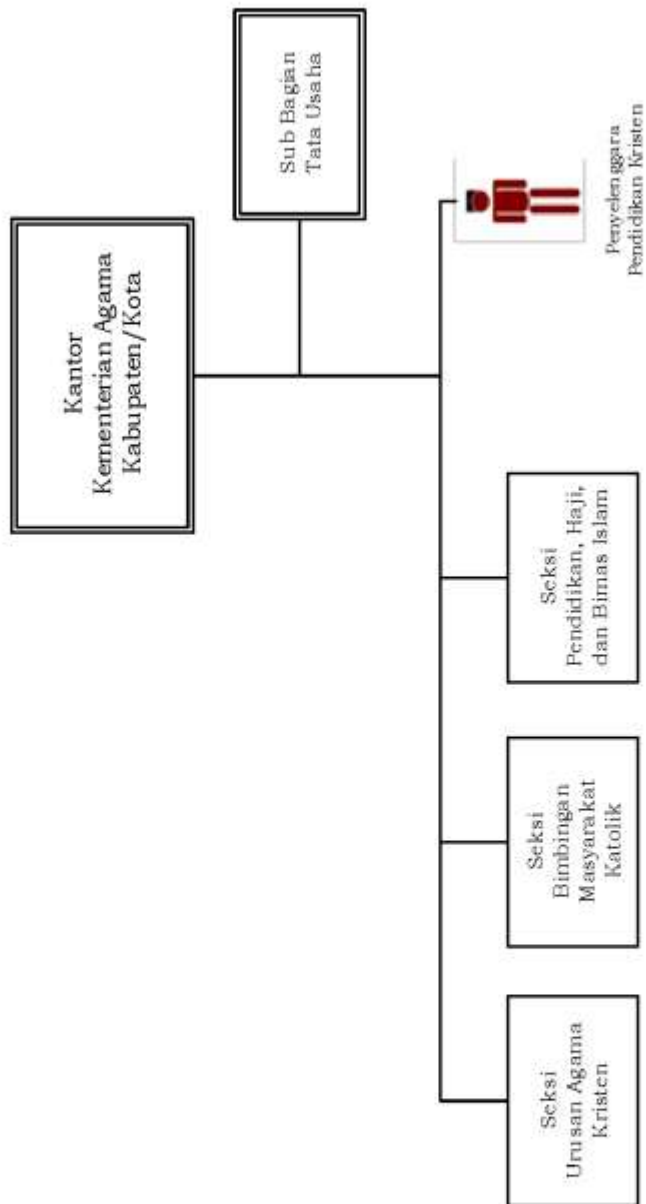 Kantor
Kementerian Agama
Kabupaten/Kota
Sub Bagian
Tata Usaha
Seksi
Urusan Agama
Kristen
Seksi
Bimbingan
Masyarakat
Katolik
Seksi
Pendidikan, Haji,
dan Bimas Islam
Penyelenggara
Pendidikan Kristen